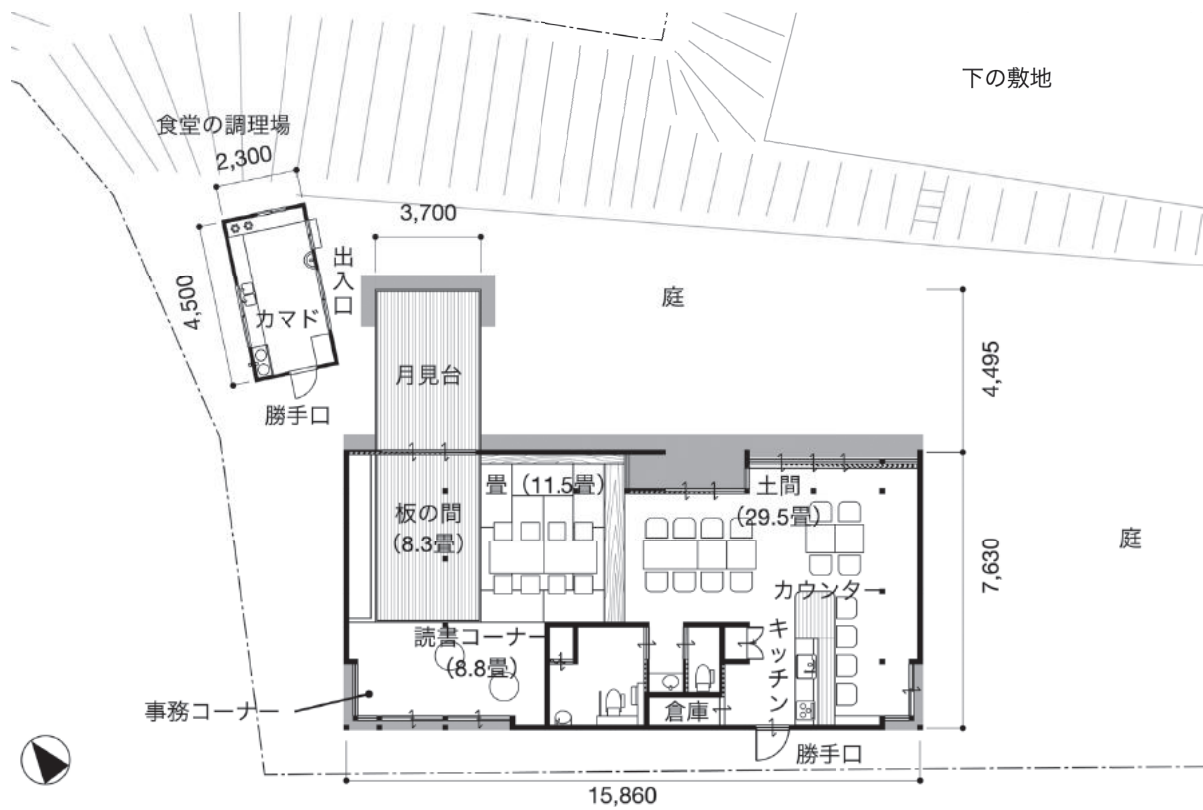 下の敷地
食堂の調理場
2,300
3,700
出入口
庭
4,500
カマド
月見台
4,495
勝手口
畳(11.5畳)
土間
(29.5畳)
板の間
(8.3畳)
庭
7,630
カウンター
読書コーナー
(8.8畳)
キッチン
事務コーナー
倉庫
勝手口
15,860